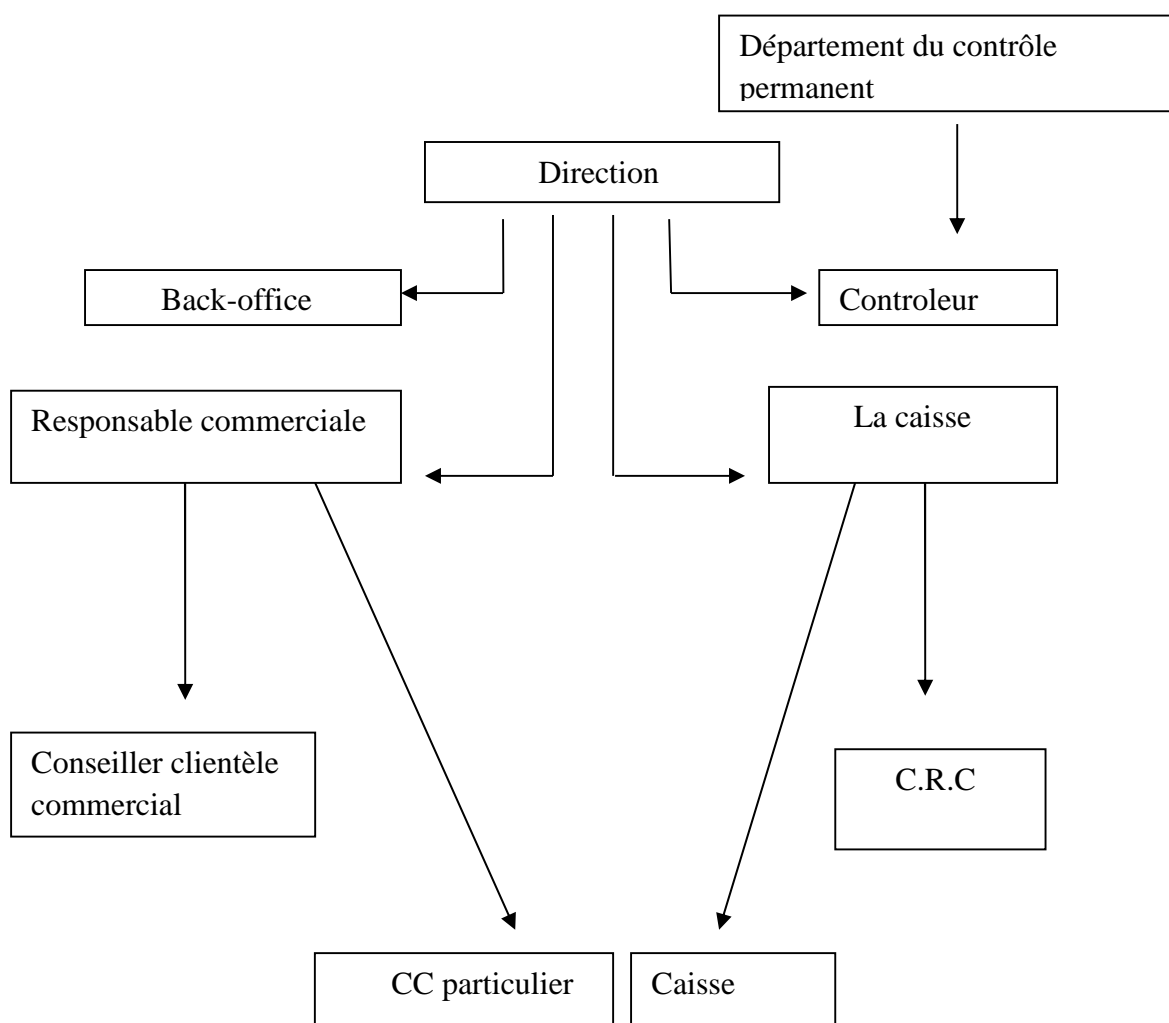 Département du contrôle
permanent
Direction
Back-office
Controleur
Responsable commerciale
La caisse
Conseiller clientèle
commercial
C.R.C
CC particulier
Caisse